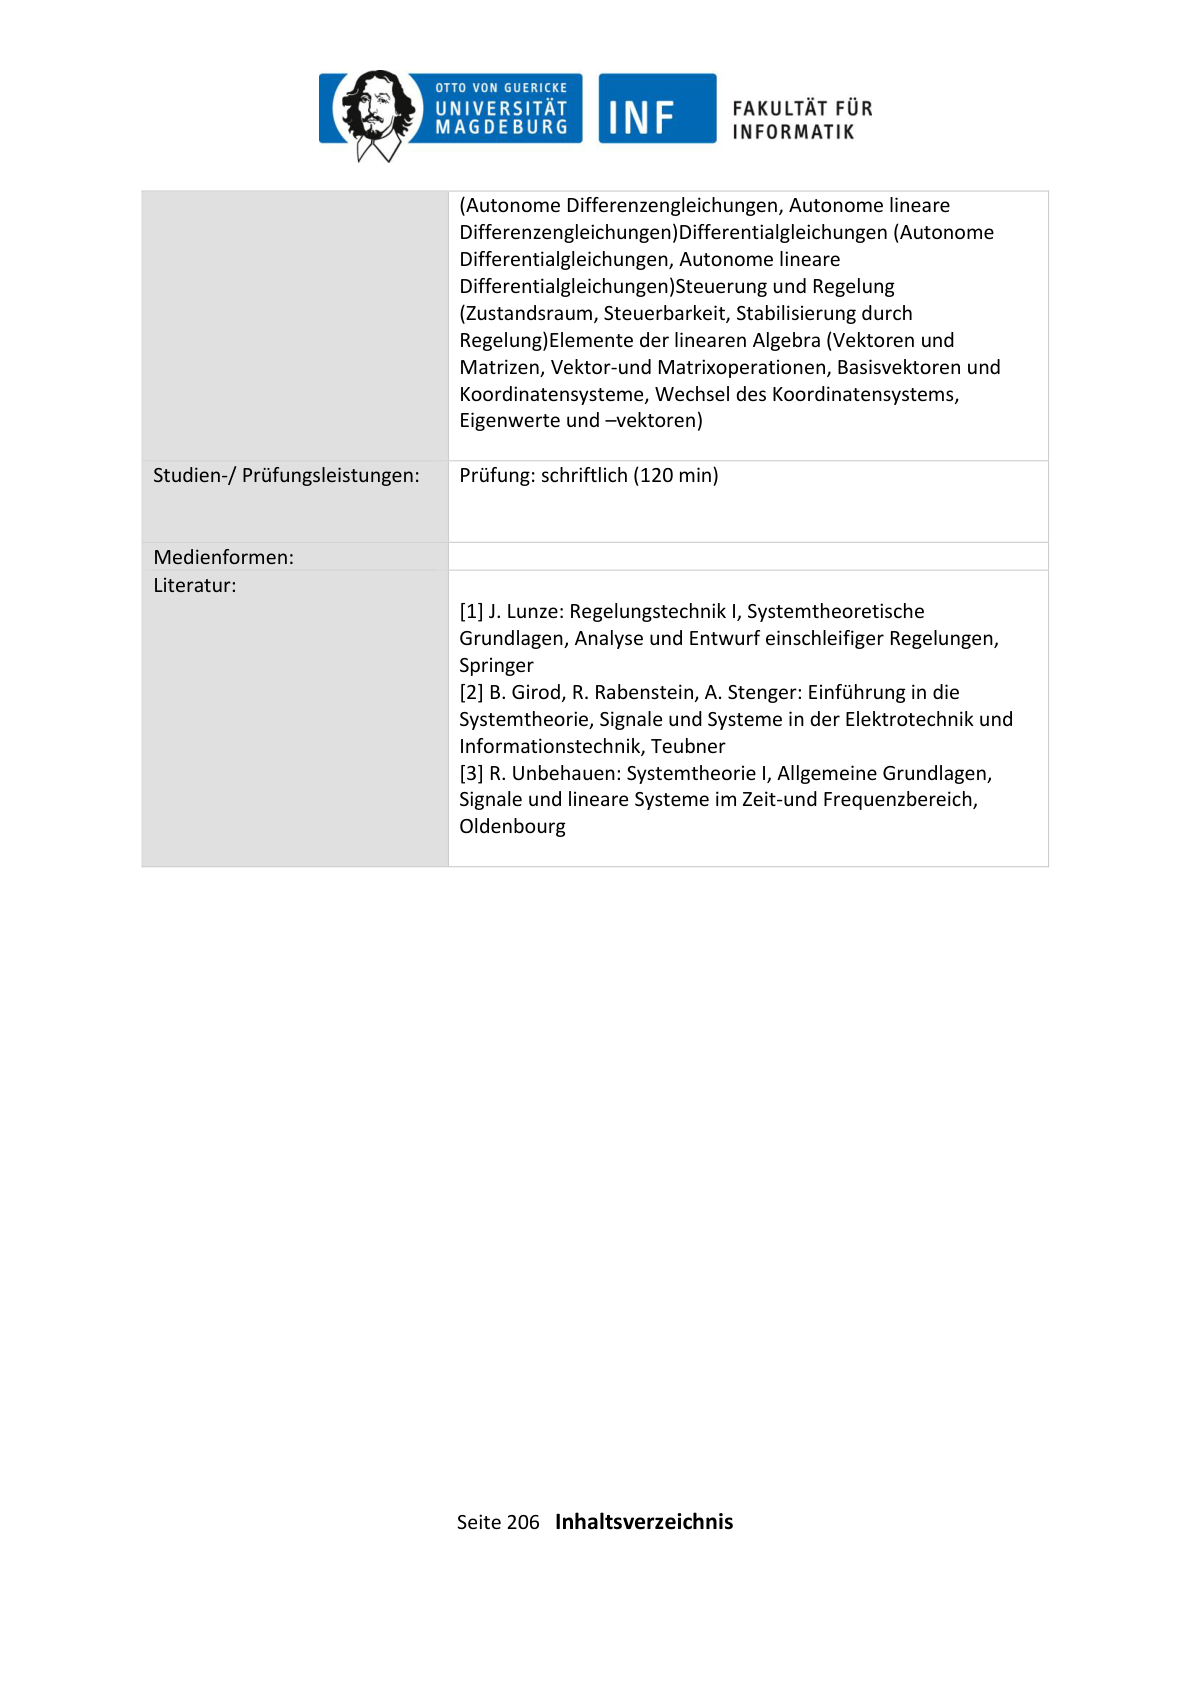 OTTO VON GUERICKE
UNIVERSITÄT
MAGDEBURG
INF
FAKULTÄT FÜR
INFORMATIK
(Autonome Differenzengleichungen, Autonome lineare
Differenzengleichungen)Differentialgleichungen (Autonome
Differentialgleichungen, Autonome lineare
Differentialgleichungen)Steuerung und Regelung
(Zustandsraum, Steuerbarkeit, Stabilisierung durch
Regelung)Elemente der linearen Algebra (Vektoren und
Matrizen, Vektor-und Matrixoperationen, Basisvektoren und
Koordinatensysteme, Wechsel des Koordinatensystems,
Eigenwerte und –vektoren)
Studien-/ Prüfungsleistungen:
Prüfung: schriftlich (120 min)
Medienformen:
Literatur:
[1] J. Lunze: Regelungstechnik I, Systemtheoretische
Grundlagen, Analyse und Entwurf einschleifiger Regelungen,
Springer
[2] B. Girod, R. Rabenstein, A. Stenger: Einführung in die
Systemtheorie, Signale und Systeme in der Elektrotechnik und
Informationstechnik, Teubner
[3] R. Unbehauen: Systemtheorie I, Allgemeine Grundlagen,
Signale und lineare Systeme im Zeit-und Frequenzbereich,
Oldenbourg
Seite 206 Inhaltsverzeichnis